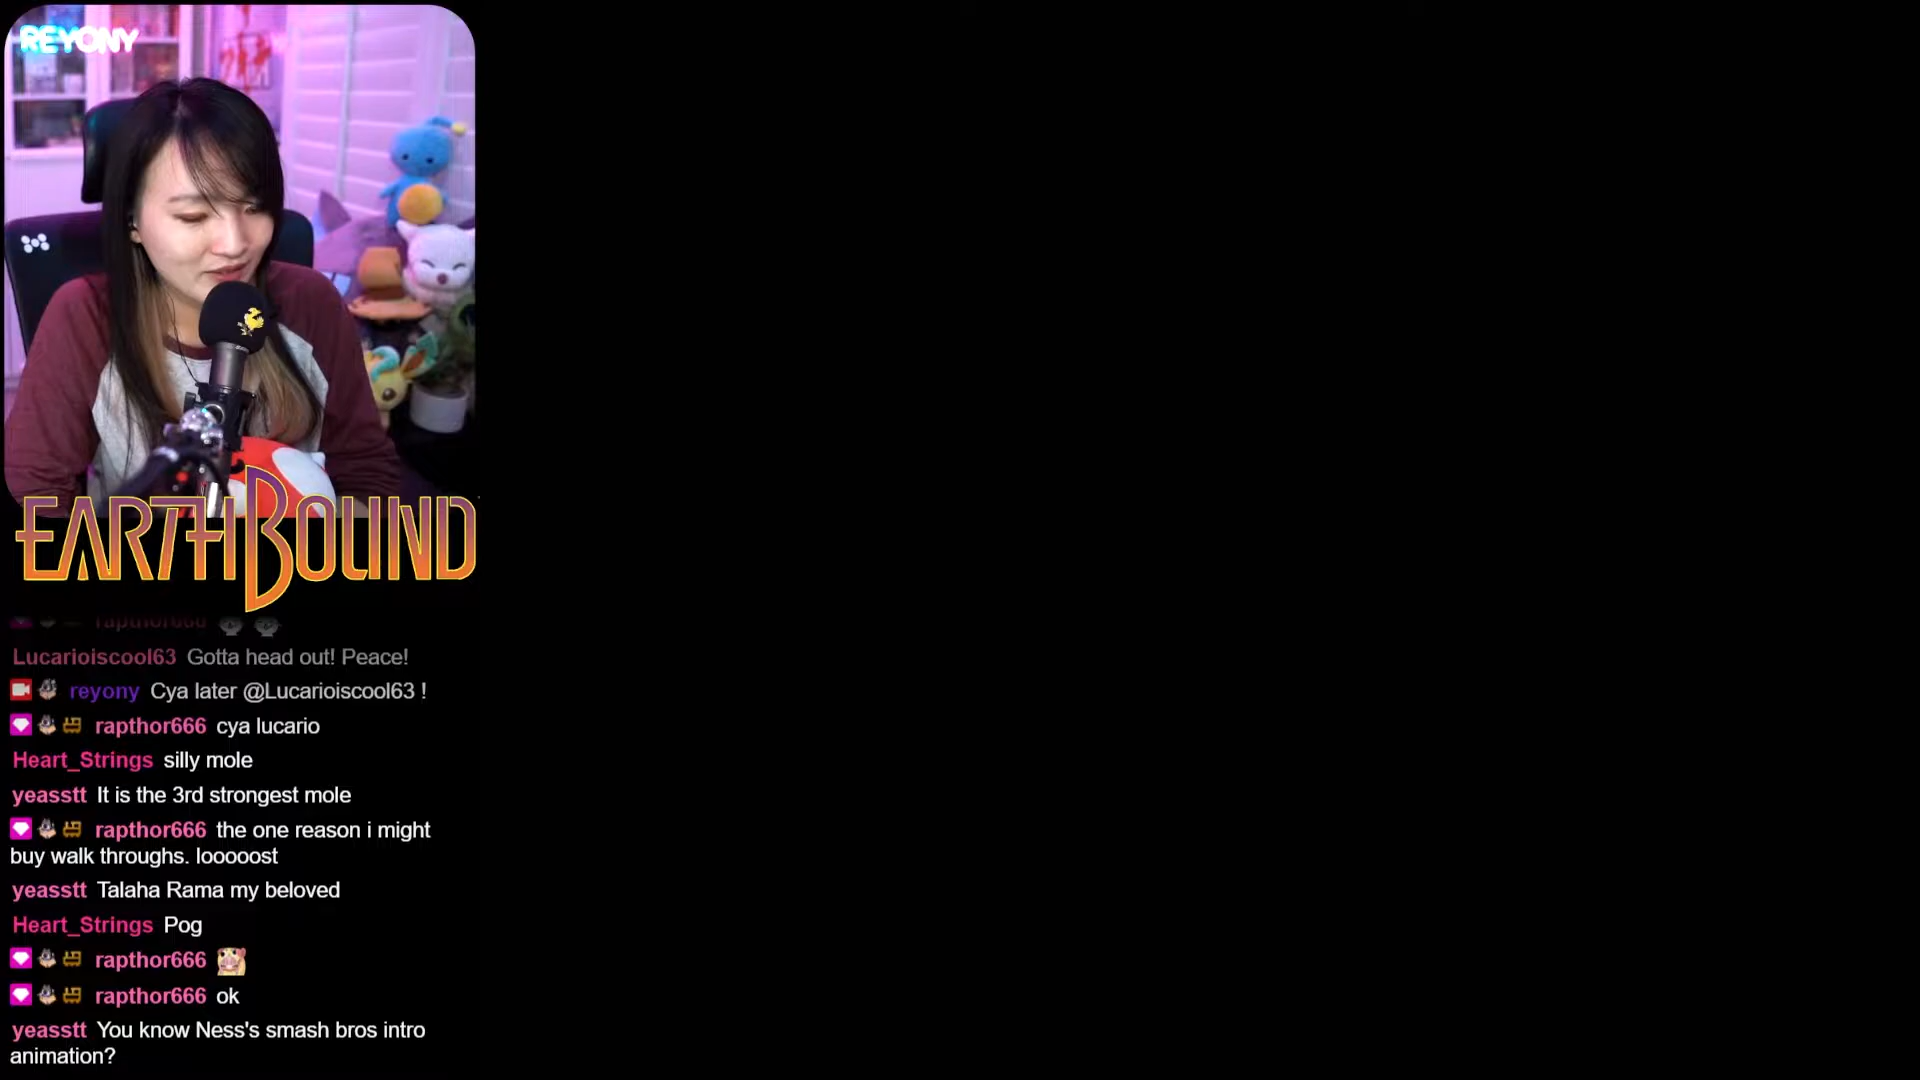 REYONY
EARTHBOUND
rapthor666
Lucarioiscool63 Gotta head out! Peace!
reyony Cya later @Lucarioiscool63 !
rapthor666 cya lucario
Heart_Strings silly mole
yeasstt It is the 3rd strongest mole
rapthor666 the one reason i might
buy walk throughs. looooost
yeasstt Talaha Rama my beloved
Heart_Strings Pog
rapthor666
rapthor666 ok
yeasstt You know Ness's smash bros intro
animation?